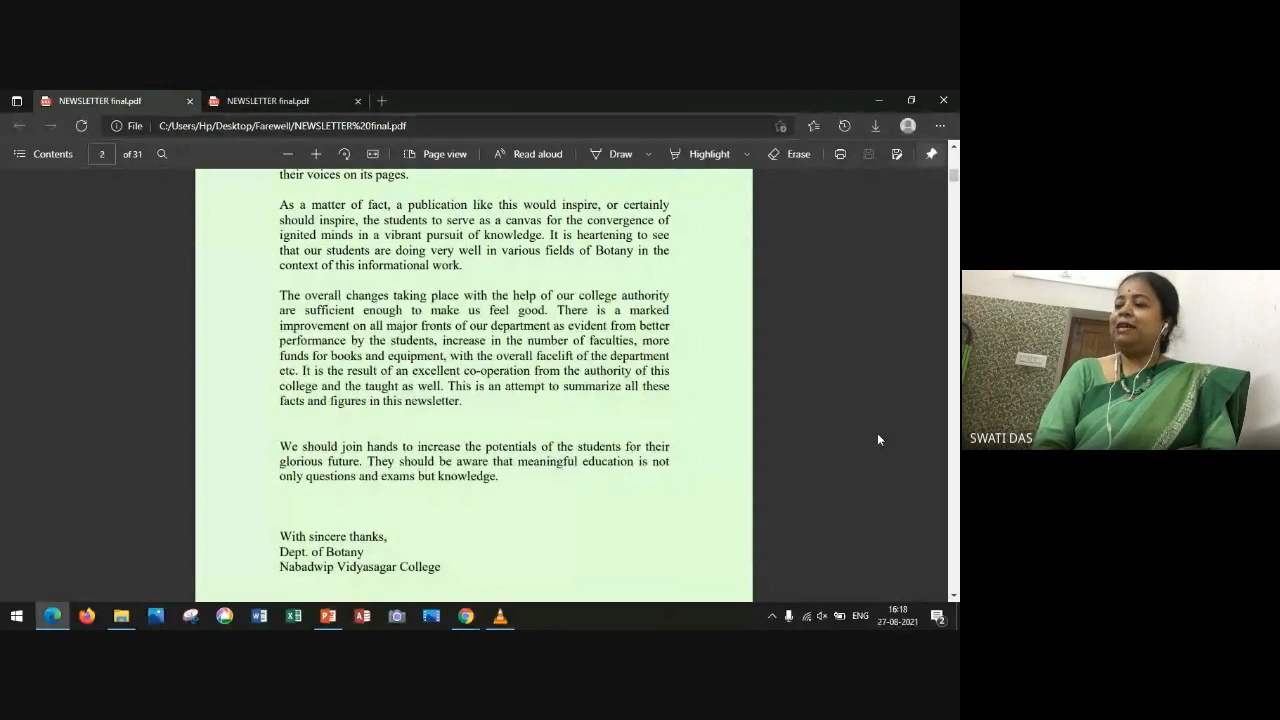 NEWSLETTER final.pdf
NEWSLETTER final.pdf
File C:/Users/Hp/Desktop/Farewell/NEWSLETTER%20final.pdf
Contents 2 of 31 Page view Read aloud Draw Highlight Erase
their voices on its pages.
As a matter of fact, a publication like this would inspire, or certainly
should inspire, the students to serve as a canvas for the convergence of
ignited minds in a vibrant pursuit of knowledge. It is heartening to see
that our students are doing very well in various fields of Botany in the
context of this informational work.
The overall changes taking place with the help of our college authority
are sufficient enough to make us feel good. There is a marked
improvement on all major fronts of our department as evident from better
performance by the students, increase in the number of faculties, more
funds for books and equipment, with the overall facelift of the department
etc. It is the result of an excellent co-operation from the authority of this
college and the taught as well. This is an attempt to summarize all these
facts and figures in this newsletter.
We should join hands to increase the potentials of the students for their
glorious future. They should be aware that meaningful education is not
only questions and exams but knowledge.
With sincere thanks,
Dept. of Botany
Nabadwip Vidyasagar College
SWATI DAS
ENG
16:18
27-08-2021
2